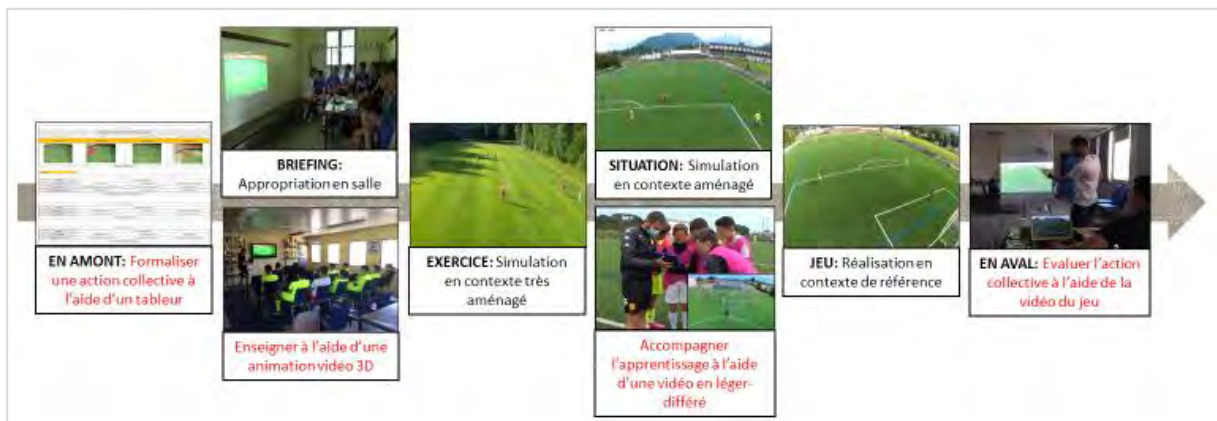 EN AMONT: Formaliser
une action collective à
l'aide d'un tableur
BRIEFING:
Appropriation en salle
Enseigner à l'aide d'une
animation vidéo 3D
EXERCICE: Simulation
en contexte très
aménagé
SITUATION: Simulation
en contexte aménagé
Accompagner
l'apprentissage à l'aide
d'une vidéo en léger-
différé
JEU: Réalisation en
contexte de référence
EN AVAL: Evaluer l'action
collective à l'aide de la
vidéo du jeu